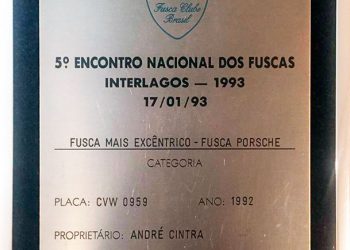 Fusca Clube
Brasil
5º ENCONTRO NACIONAL DOS FUSCAS
INTERLAGOS — 1993
17/01/93
FUSCA MAIS EXCÊNTRICO - FUSCA PORSCHE
CATEGORIA
PLACA: CVW 0959 ANO: 1992
PROPRIETÁRIO: ANDRÉ CINTRA